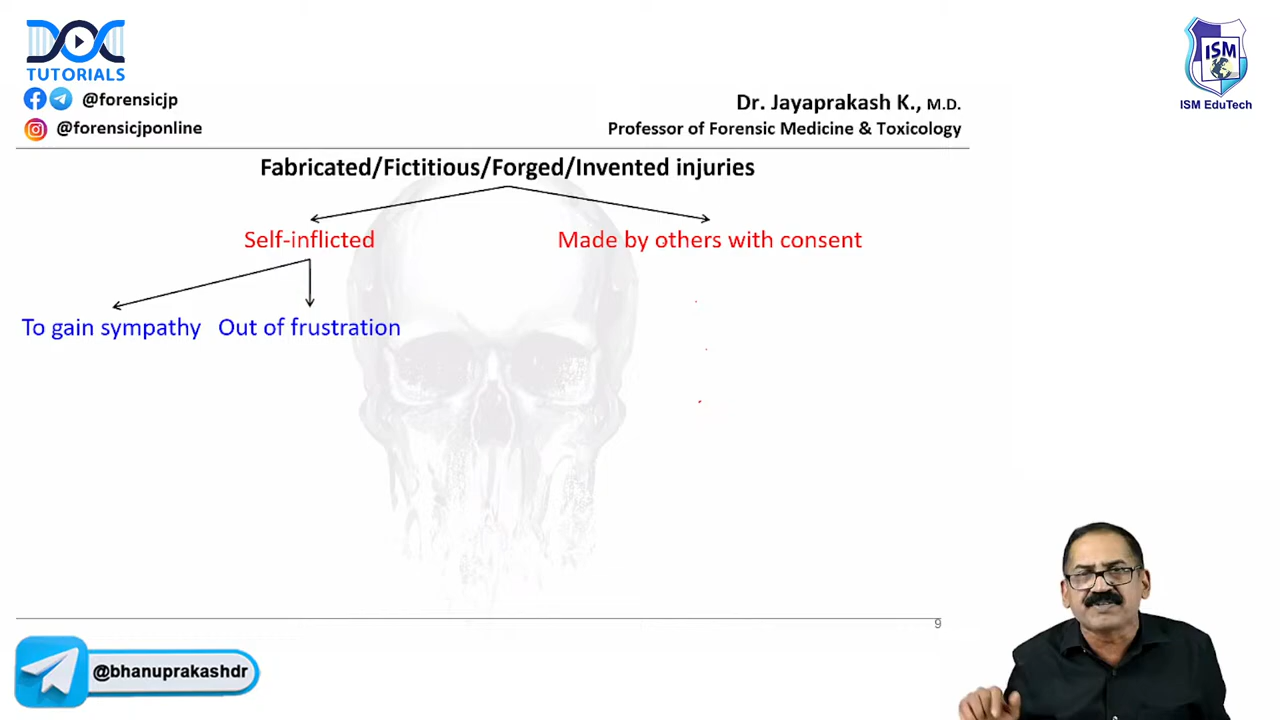 DOC
TUTORIALS
@forensicjp
@forensicjponline
ISM
ISM EduTech
Dr. Jayaprakash K., M.D.
Professor of Forensic Medicine & Toxicology
Fabricated/Fictitious/Forged/Invented injuries
Self-inflicted
Made by others with consent
To gain sympathy
Out of frustration
9
@bhanuprakashdr